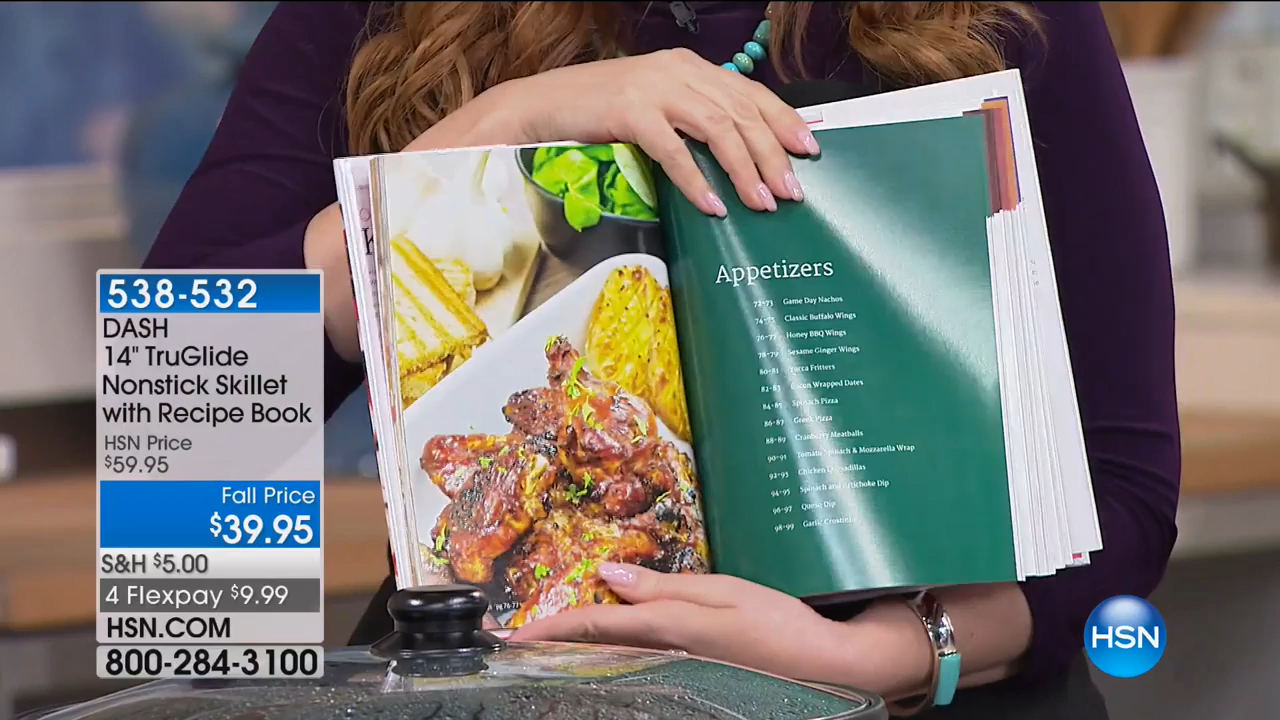 538-532
DASH
14" TruGlide
Nonstick Skillet
with Recipe Book
HSN Price
$59.95
Fall Price
$39.95
S&H $5.00
4 Flexpay $9.99
HSN.COM
800-284-3100
Appetizers
72-73 Game Day Nachos
74-75 Classic Buffalo Wings
76-77 Honey BBQ Wings
78-79 Sesame Ginger Wings
80-81 Yucca Fritters
82-83 Bacon Wrapped Dates
84-85 Spinach Pizza
86-87 Greek Pizza
88-89 Cranberry Meatballs
90-91 Tomato Spinach & Mozzarella Wrap
92-93 Chicken Quesadillas
94-95 Spinach and Artichoke Dip
96-97 Queso Dip
98-99 Garlic Crostini
pg 76-77
HSN